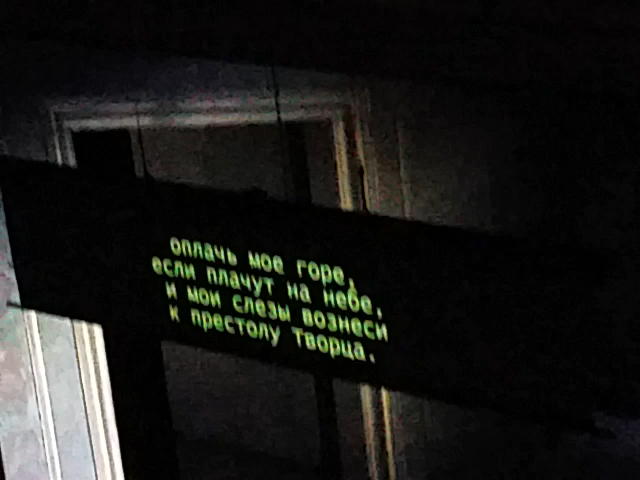 оплачь мое горе,
если плачут на небе,
и мои слезы вознеси
к престолу Творца.